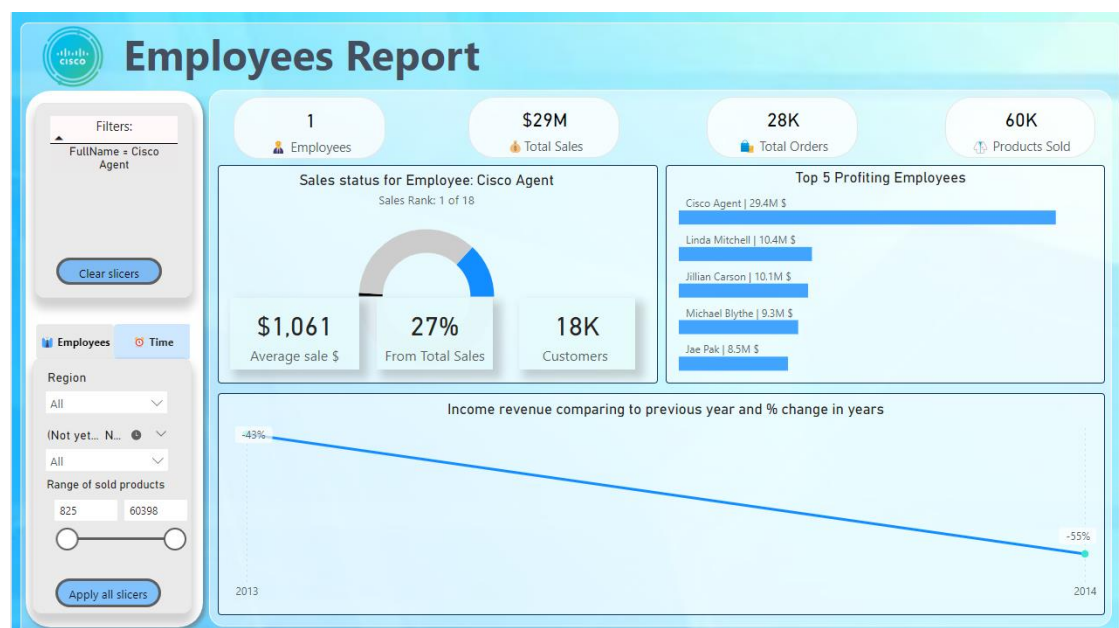 cisco
Employees Report
Filters:
FullName = Cisco
Agent
Clear slicers
Employees
Time
Region
All
(Not yet... N...
All
Range of sold products
825
60398
Apply all slicers
1
Employees
$29M
Total Sales
28K
Total Orders
60K
Products Sold
Sales status for Employee: Cisco Agent
Sales Rank: 1 of 18
$1,061
Average sale $
27%
From Total Sales
18K
Customers
Top 5 Profiting Employees
Cisco Agent | 29.4M $
Linda Mitchell | 10.4M $
Jillian Carson | 10.1M $
Michael Blythe | 9.3M $
Jae Pak | 8.5M $
Income revenue comparing to previous year and % change in years
-43%
-55%
2013
2014